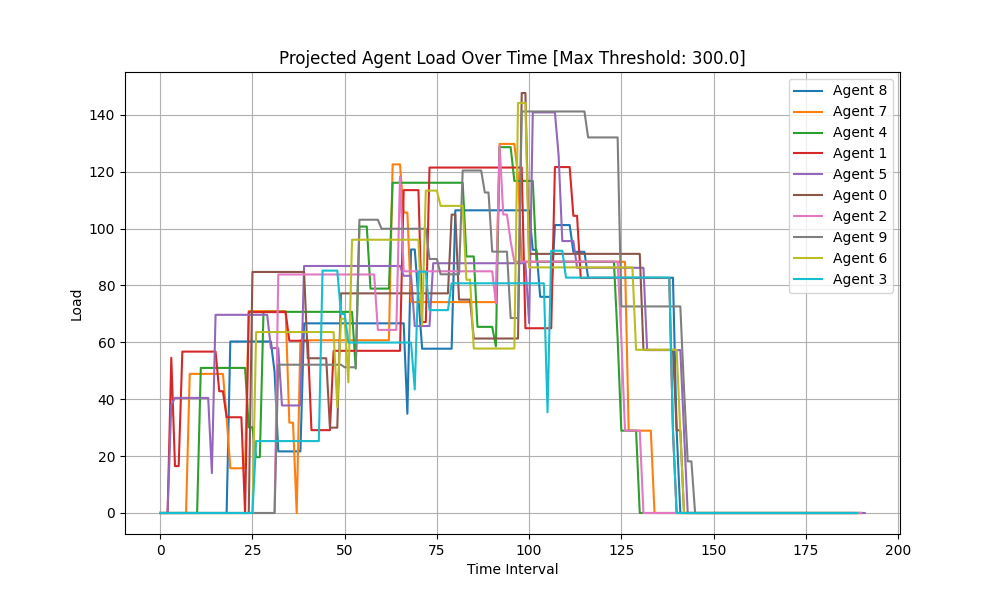 Projected Agent Load Over Time [Max Threshold: 300.0]
Load
140
120
100
80
60
40
20
0
0 25 50 75 100 125 150 175 200
Time Interval
Agent 8
Agent 7
Agent 4
Agent 1
Agent 5
Agent 0
Agent 2
Agent 9
Agent 6
Agent 3